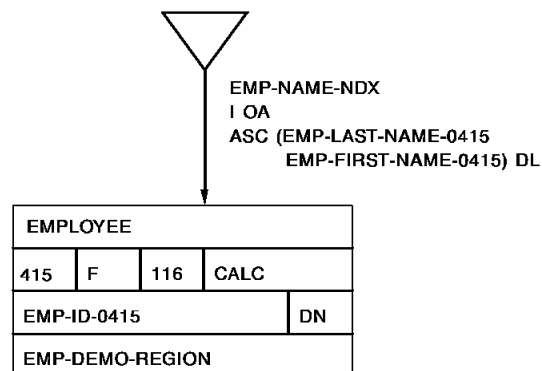 EMP-NAME-NDX
I OA
ASC (EMP-LAST-NAME-0415
EMP-FIRST-NAME-0415) DL
EMPLOYEE
415 F 116 CALC
EMP-ID-0415 DN
EMP-DEMO-REGION